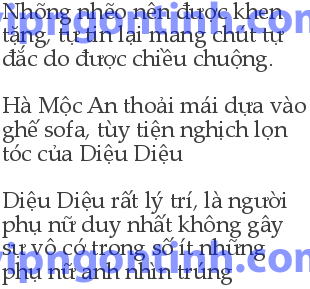 Nhõng nhẽo nên được khen
tặng, tự tin lại mang chút tự
đắc do được chiều chuộng.
Hà Mộc An thoải mái dựa vào
ghế sofa, tùy tiện nghịch lọn
tóc của Diệu Diệu
Diệu Diệu rất lý trí, là người
phụ nữ duy nhất không gây
sự vô cớ trong số ít những
phụ nữ anh nhìn trúng